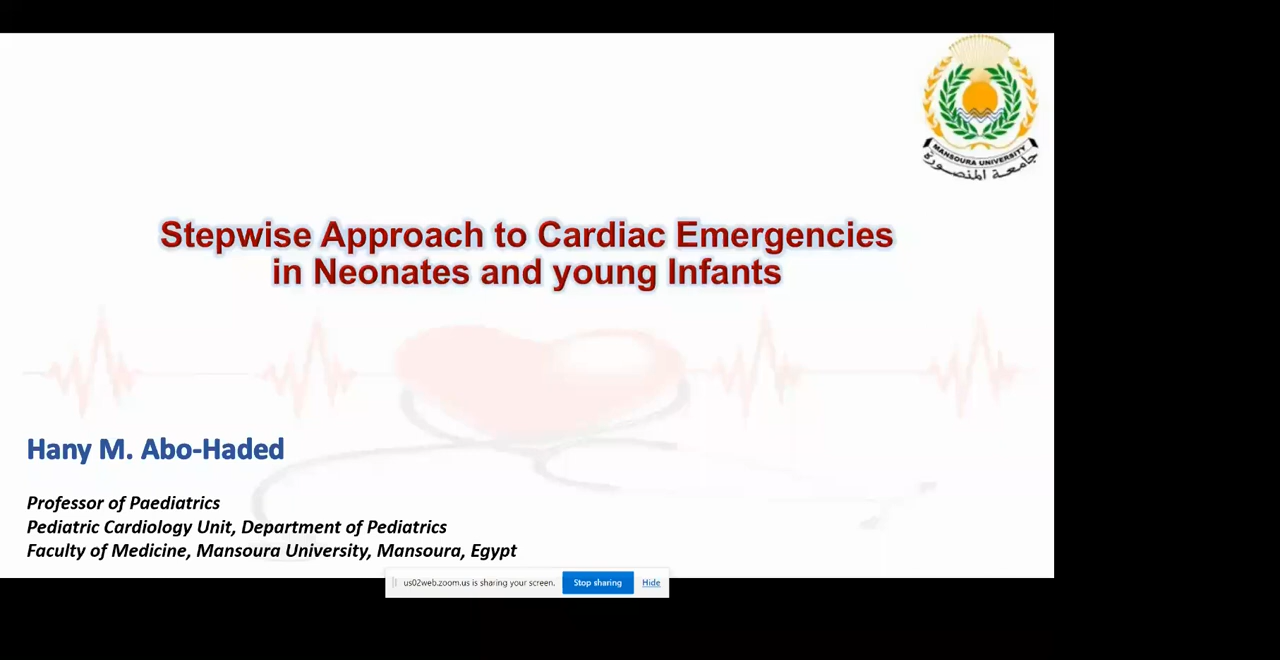 MANSOURA UNIVERSITY
جامعة المنصورة
Stepwise Approach to Cardiac Emergencies
in Neonates and young Infants
Hany M. Abo-Haded
Professor of Paediatrics
Pediatric Cardiology Unit, Department of Pediatrics
Faculty of Medicine, Mansoura University, Mansoura, Egypt
us02web.zoom.us is sharing your screen. Stop sharing Hide